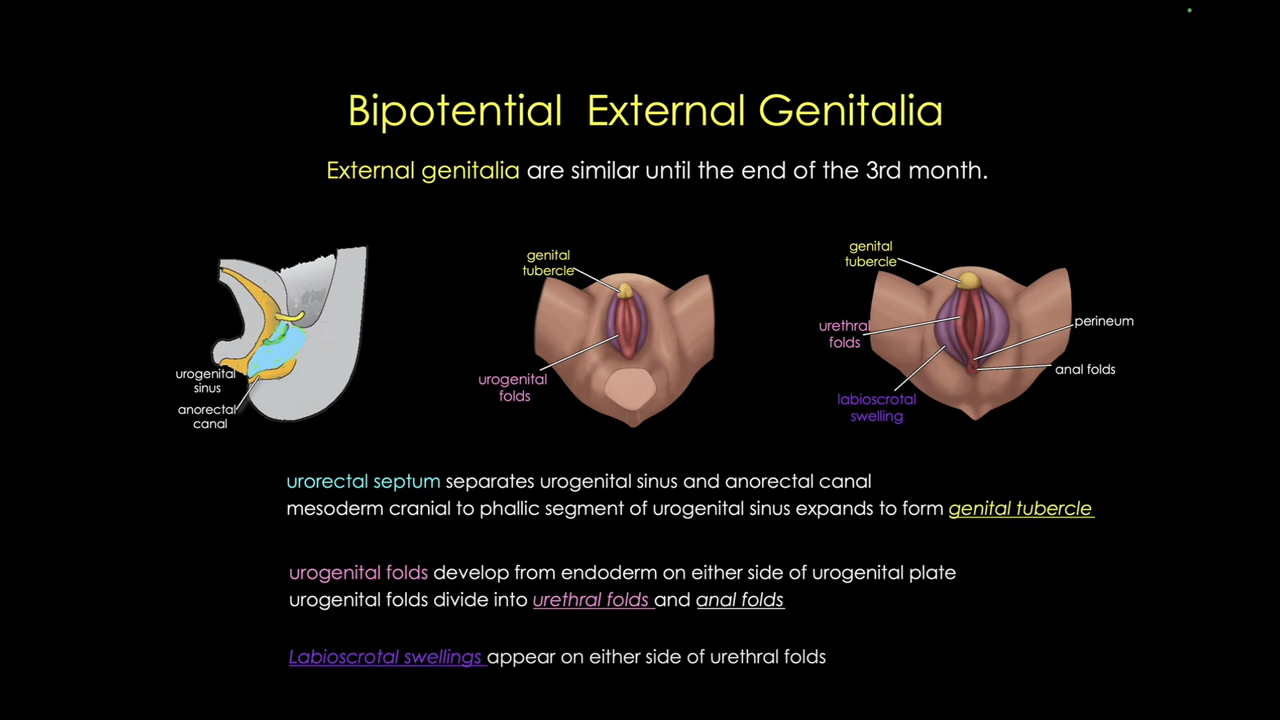 Bipotential External Genitalia
External genitalia are similar until the end of the 3rd month.
urogenital
sinus
anorectal
canal
genital
tubercle
urogenital
folds
genital
tubercle
urethral
folds
labioscrotal
swelling
perineum
anal folds
urorectal septum separates urogenital sinus and anorectal canal
mesoderm cranial to phallic segment of urogenital sinus expands to form genital tubercle
urogenital folds develop from endoderm on either side of urogenital plate
urogenital folds divide into urethral folds and anal folds
Labioscrotal swellings appear on either side of urethral folds